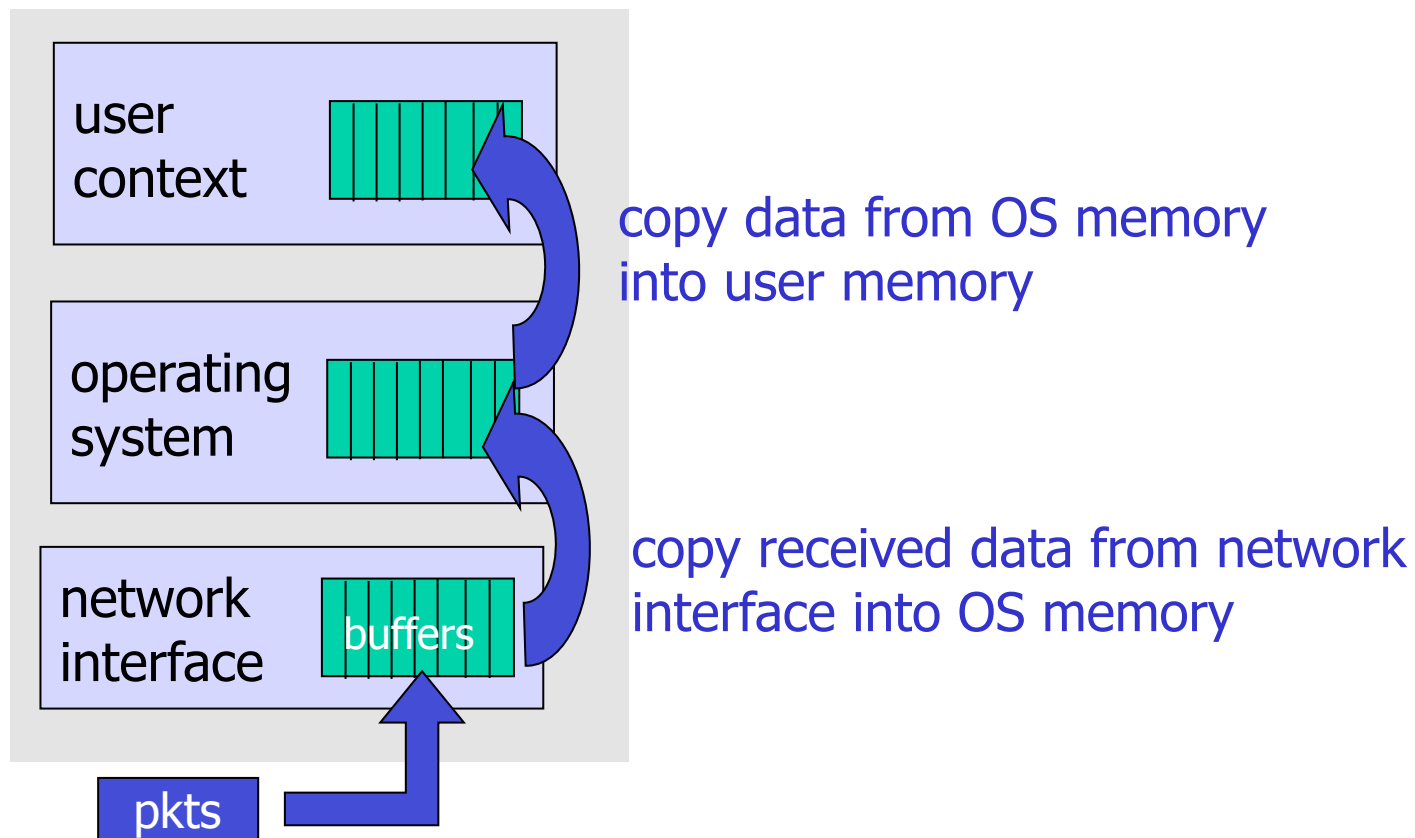 user
context
copy data from OS memory
into user memory
operating
system
copy received data from network
interface into OS memory
network
interface
buffers
pkts